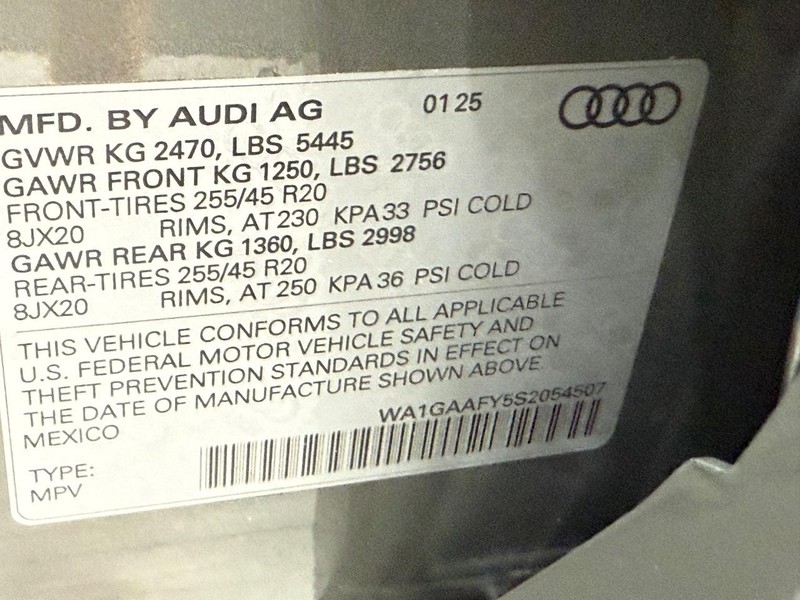 MFD. BY AUDI AG 01 25
GVWR KG 2470, LBS 5445
GAWR FRONT KG 1250, LBS 2756
FRONT-TIRES 255/45 R20
8JX20 RIMS, AT 230 KPA 33 PSI COLD
GAWR REAR KG 1360, LBS 2998
REAR-TIRES 255/45 R20
8JX20 RIMS, AT 250 KPA 36 PSI COLD
THIS VEHICLE CONFORMS TO ALL APPLICABLE
U.S. FEDERAL MOTOR VEHICLE SAFETY AND
THEFT PREVENTION STANDARDS IN EFFECT ON
THE DATE OF MANUFACTURE SHOWN ABOVE.
MEXICO WA1GAAFY5S2054507
TYPE:
MPV